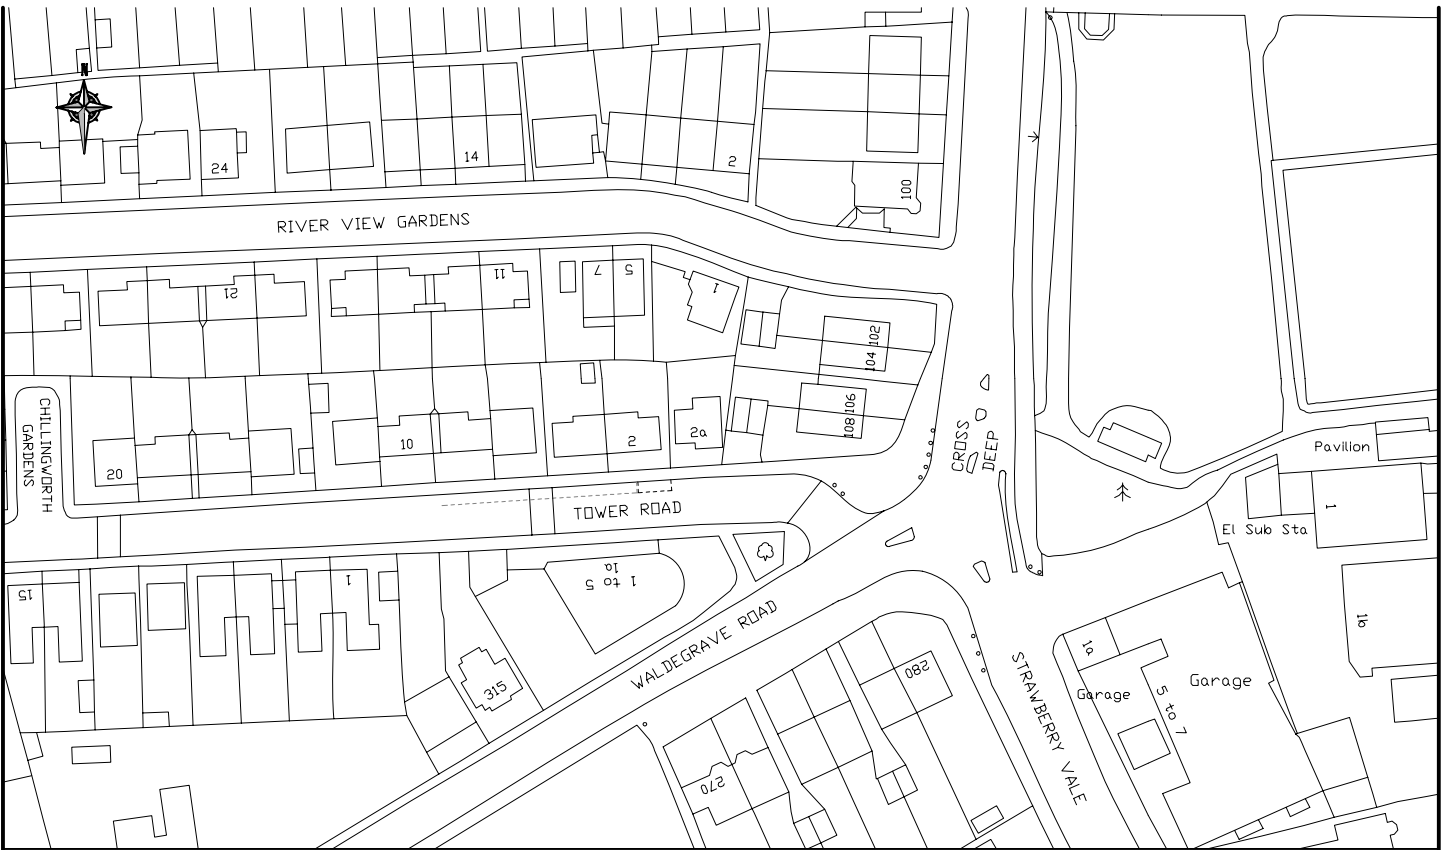 N
24
14
2
100
RIVER VIEW GARDENS
21
11
7
5
1
102
104
106
108
CHILLINGWORTH
GARDENS
20
10
2
2a
CROSS
DEEP
Pavilion
1
El Sub Sta
TOWER ROAD
15
1
1 to 5
1a
315
WALDEGRAVE ROAD
280
270
STRAWBERRY VALE
1a
Garage
5 to 7
Garage
1b